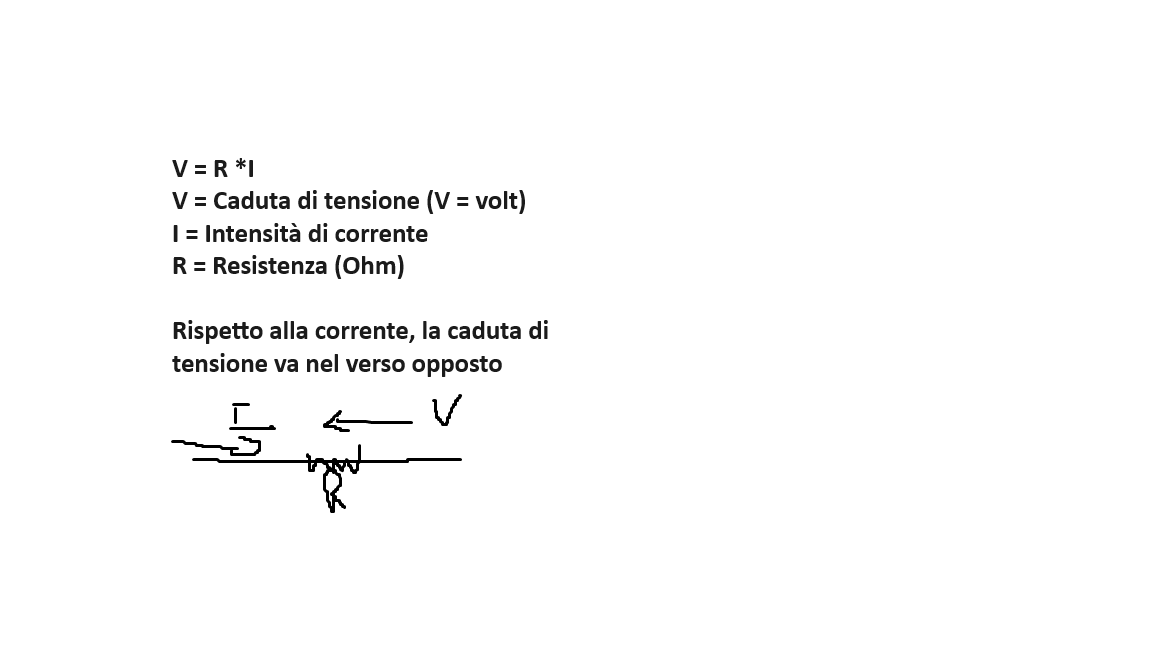 V = R *I
V = Caduta di tensione (V = volt)
I = Intensità di corrente
R = Resistenza (Ohm)
Rispetto alla corrente, la caduta di
tensione va nel verso opposto
I
V
R